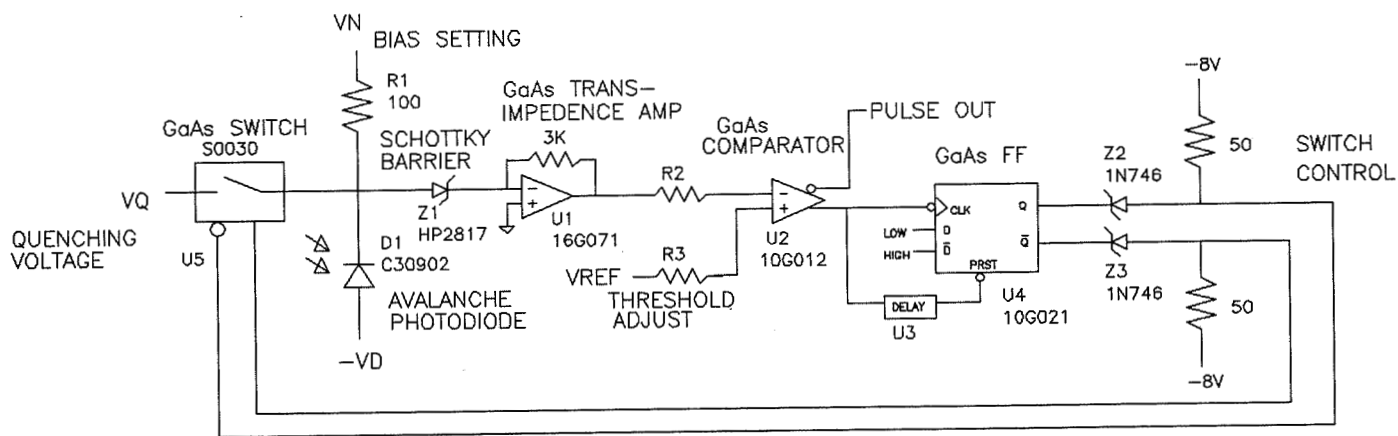 VN
BIAS SETTING
R1
100
GaAs SWITCH
S0030
VQ
QUENCHING
VOLTAGE
U5
SCHOTTKY
BARRIER
Z1
HP2817
D1
C30902
AVALANCHE
PHOTODIODE
-VD
GaAs TRANS-
IMPEDENCE AMP
3K
-
+
U1
16G071
R2
VREF
R3
THRESHOLD
ADJUST
GaAs
COMPARATOR
-
+
U2
10G012
PULSE OUT
GaAs FF
CLK
LOW
D
HIGH
D̅
Q
Q̅
PRST
DELAY
U3
U4
10G021
Z2
1N746
Z3
1N746
-8V
50
SWITCH
CONTROL
50
-8V